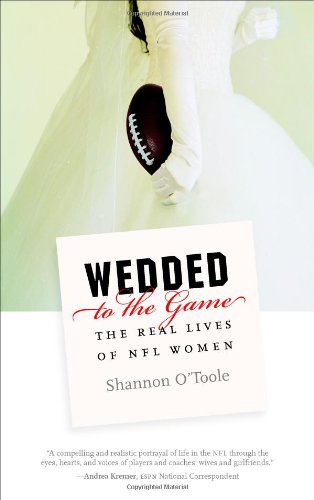 Copyrighted Material
WEDDED
to the Game
THE REAL LIVES
OF NFL WOMEN
Shannon O'Toole
"A compelling and realistic portrayal of life in the NFL through the
eyes, hearts, and voices of players and coaches' wives and girlfriends."
—Andrea Kremer, ESPN National Correspondent
Copyrighted Material